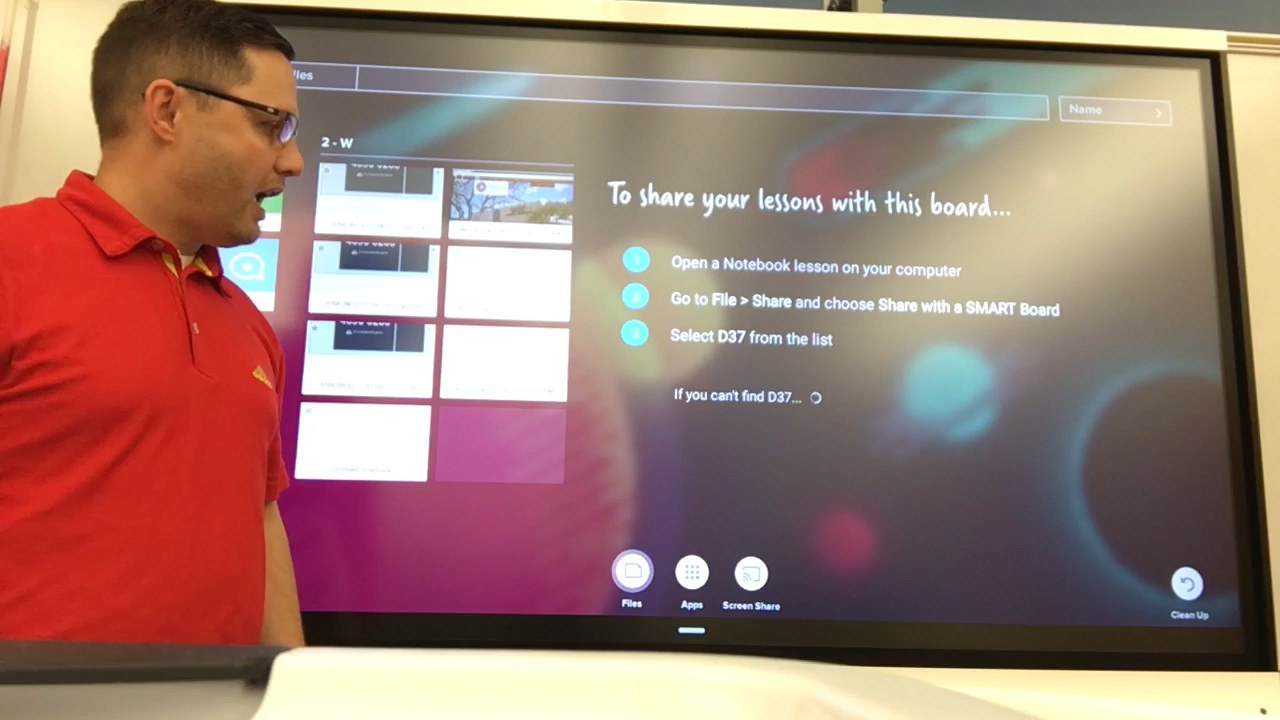 Name >
2 - W
To share your lessons with this board...
1 Open a Notebook lesson on your computer
2 Go to File > Share and choose Share with a SMART Board
3 Select D37 from the list
If you can't find D37...
Files
Apps
Screen Share
Clean Up